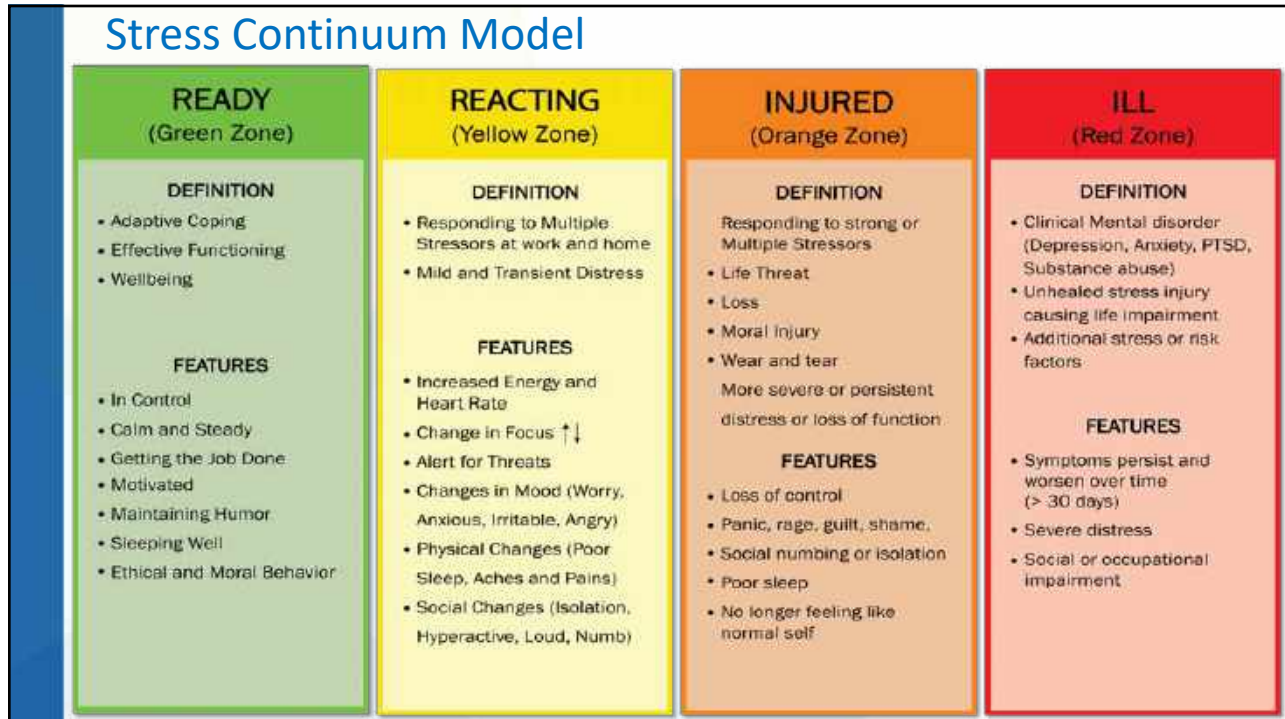 Stress Continuum Model
READY
(Green Zone)
DEFINITION
• Adaptive Coping
• Effective Functioning
• Wellbeing
FEATURES
• In Control
• Calm and Steady
• Getting the Job Done
• Motivated
• Maintaining Humor
• Sleeping Well
• Ethical and Moral Behavior
REACTING
(Yellow Zone)
DEFINITION
• Responding to Multiple
Stressors at work and home
• Mild and Transient Distress
FEATURES
• Increased Energy and
Heart Rate
• Change in Focus ↑↓
• Alert for Threats
• Changes in Mood (Worry,
Anxious, Irritable, Angry)
• Physical Changes (Poor
Sleep, Aches and Pains)
• Social Changes (Isolation,
Hyperactive, Loud, Numb)
INJURED
(Orange Zone)
DEFINITION
Responding to strong or
Multiple Stressors
• Life Threat
• Loss
• Moral Injury
• Wear and tear
More severe or persistent
distress or loss of function
FEATURES
• Loss of control
• Panic, rage, guilt, shame,
• Social numbing or isolation
• Poor sleep
• No longer feeling like
normal self
ILL
(Red Zone)
DEFINITION
• Clinical Mental disorder
(Depression, Anxiety, PTSD,
Substance abuse)
• Unhealed stress injury
causing life impairment
• Additional stress or risk
factors
FEATURES
• Symptoms persist and
worsen over time
(> 30 days)
• Severe distress
• Social or occupational
impairment